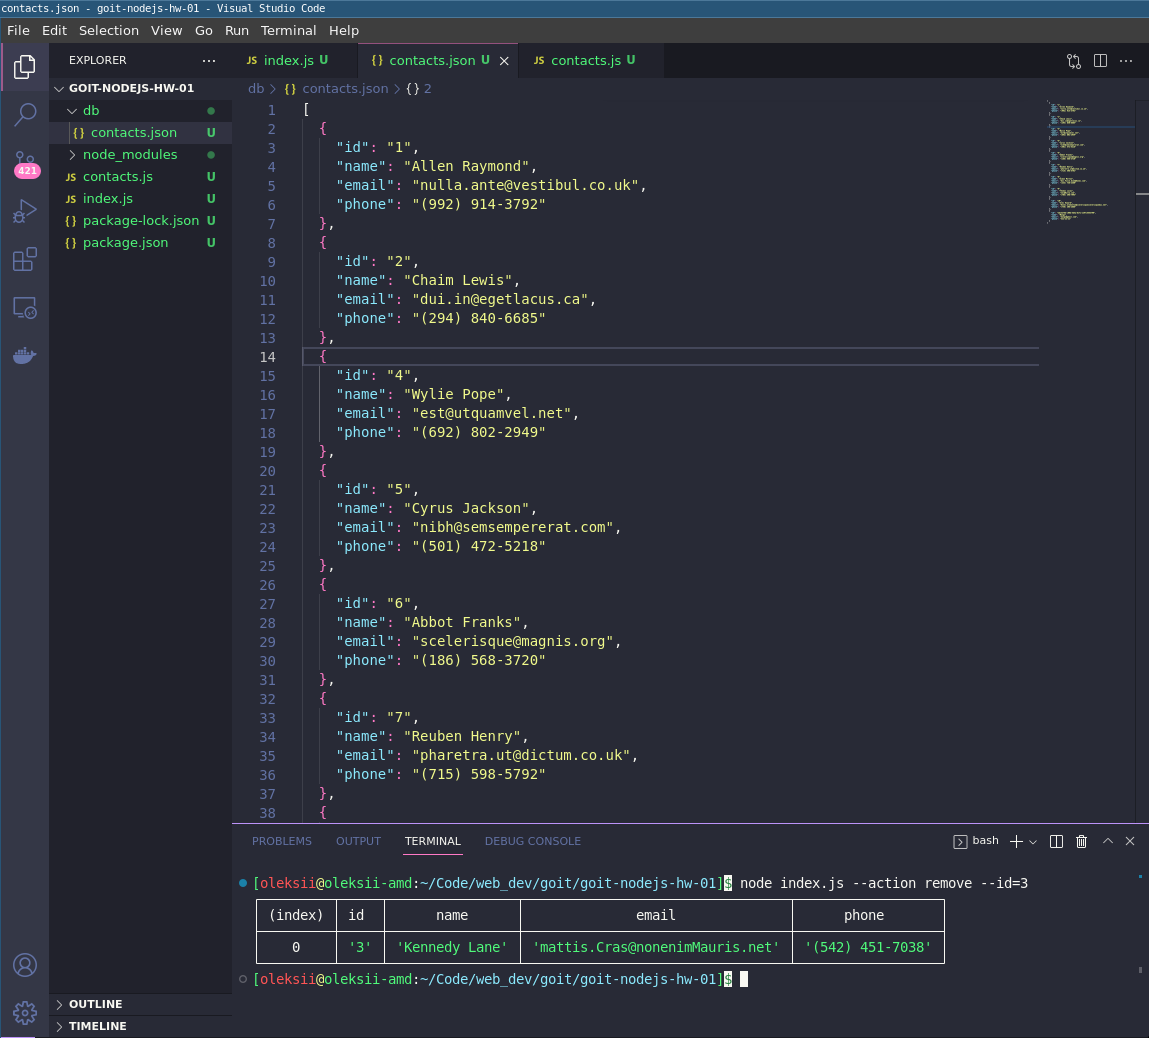 contacts.json - goit-nodejs-hw-01 - Visual Studio Code
File Edit Selection View Go Run Terminal Help
EXPLORER ···
JS index.js U
{} contacts.json U ×
JS contacts.js U
···
GOIT-NODEJS-HW-01
db
{} contacts.json U
node_modules
JS contacts.js U
JS index.js U
{} package-lock.json U
{} package.json U
421
OUTLINE
TIMELINE
db > {} contacts.json > {} 2
1 [
2 {
3 "id": "1",
4 "name": "Allen Raymond",
5 "email": "nulla.ante@vestibul.co.uk",
6 "phone": "(992) 914-3792"
7 },
8 {
9 "id": "2",
10 "name": "Chaim Lewis",
11 "email": "dui.in@egetlacus.ca",
12 "phone": "(294) 840-6685"
13 },
14 {
15 "id": "4",
16 "name": "Wylie Pope",
17 "email": "est@utquamvel.net",
18 "phone": "(692) 802-2949"
19 },
20 {
21 "id": "5",
22 "name": "Cyrus Jackson",
23 "email": "nibh@semsempererat.com",
24 "phone": "(501) 472-5218"
25 },
26 {
27 "id": "6",
28 "name": "Abbot Franks",
29 "email": "scelerisque@magnis.org",
30 "phone": "(186) 568-3720"
31 },
32 {
33 "id": "7",
34 "name": "Reuben Henry",
35 "email": "pharetra.ut@dictum.co.uk",
36 "phone": "(715) 598-5792"
37 },
38 {
PROBLEMS OUTPUT TERMINAL DEBUG CONSOLE
bash
[oleksii@oleksii-amd:~/Code/web_dev/goit/goit-nodejs-hw-01]$ node index.js --action remove --id=3
(index) id name email phone
0 '3' 'Kennedy Lane' 'mattis.Cras@nonenimMauris.net' '(542) 451-7038'
[oleksii@oleksii-amd:~/Code/web_dev/goit/goit-nodejs-hw-01]$